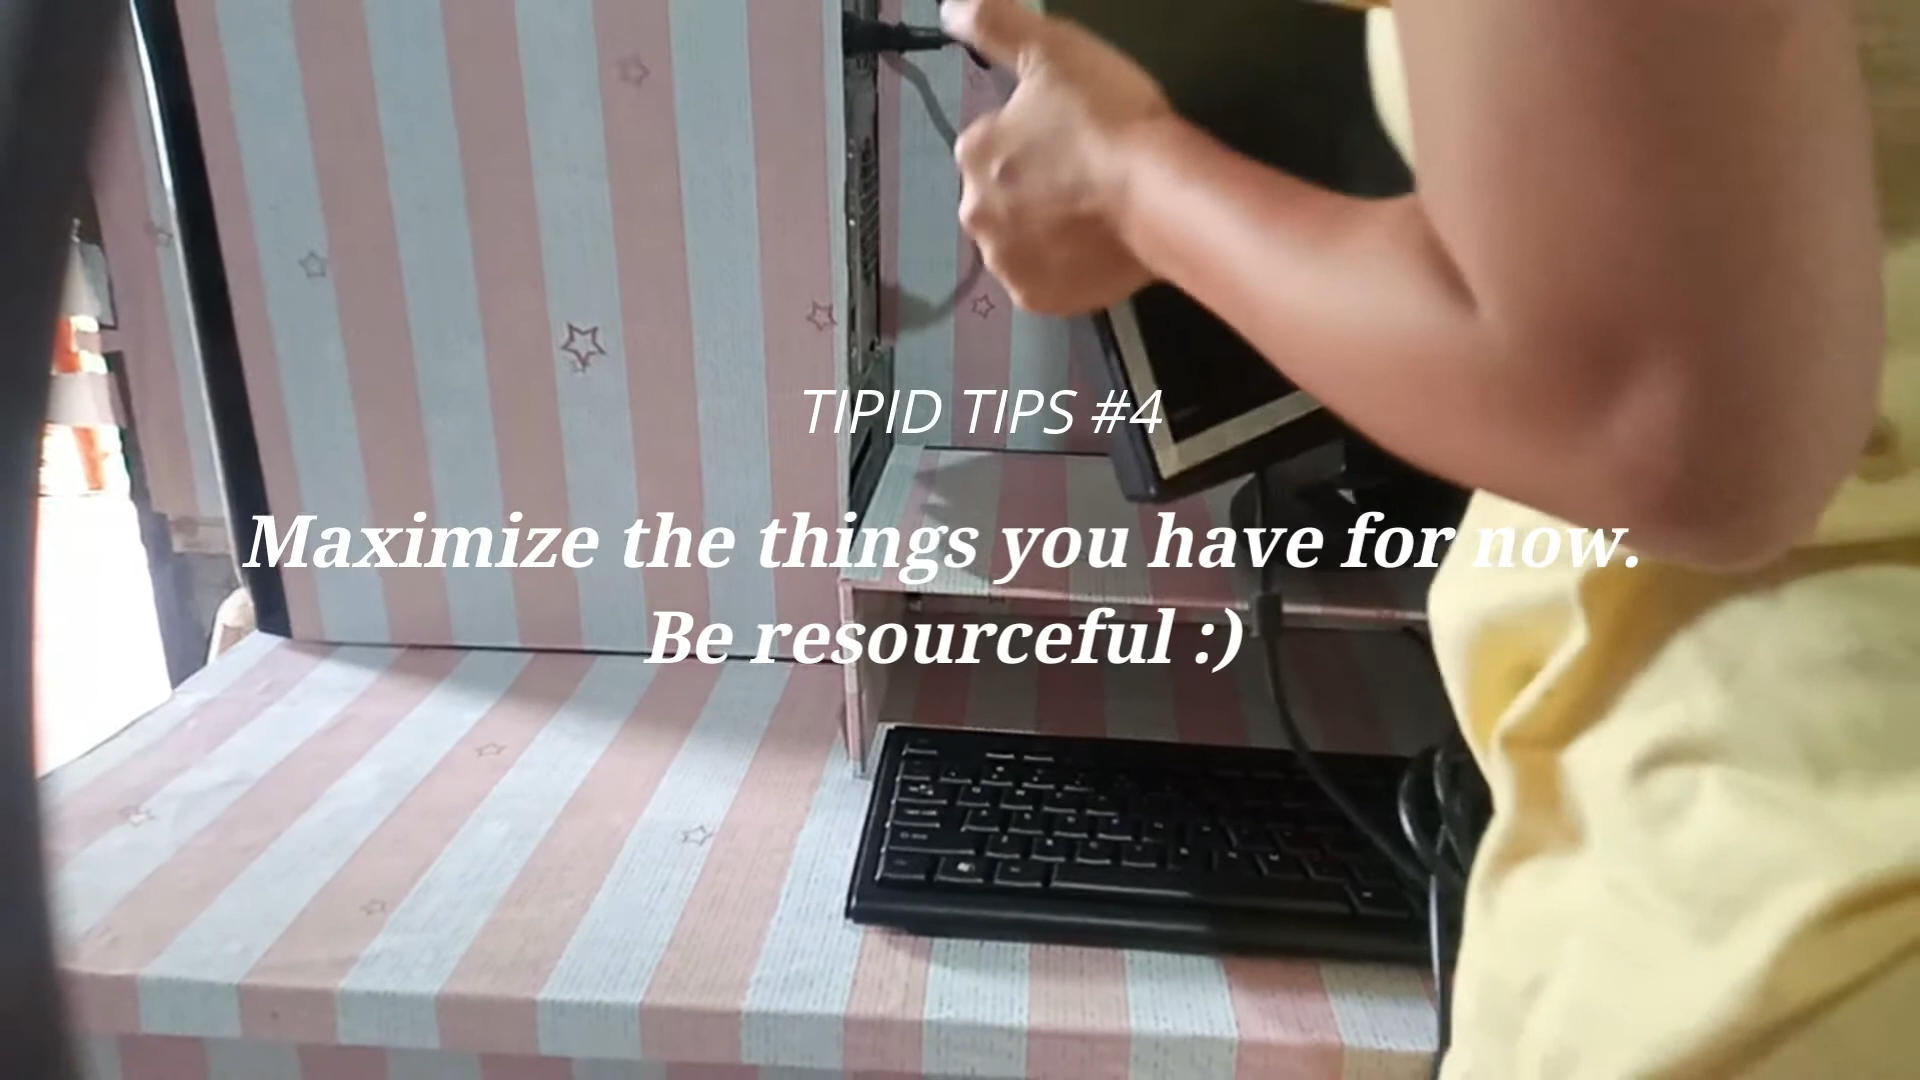 TIPID TIPS #4
Maximize the things you have for now.
Be resourceful :)